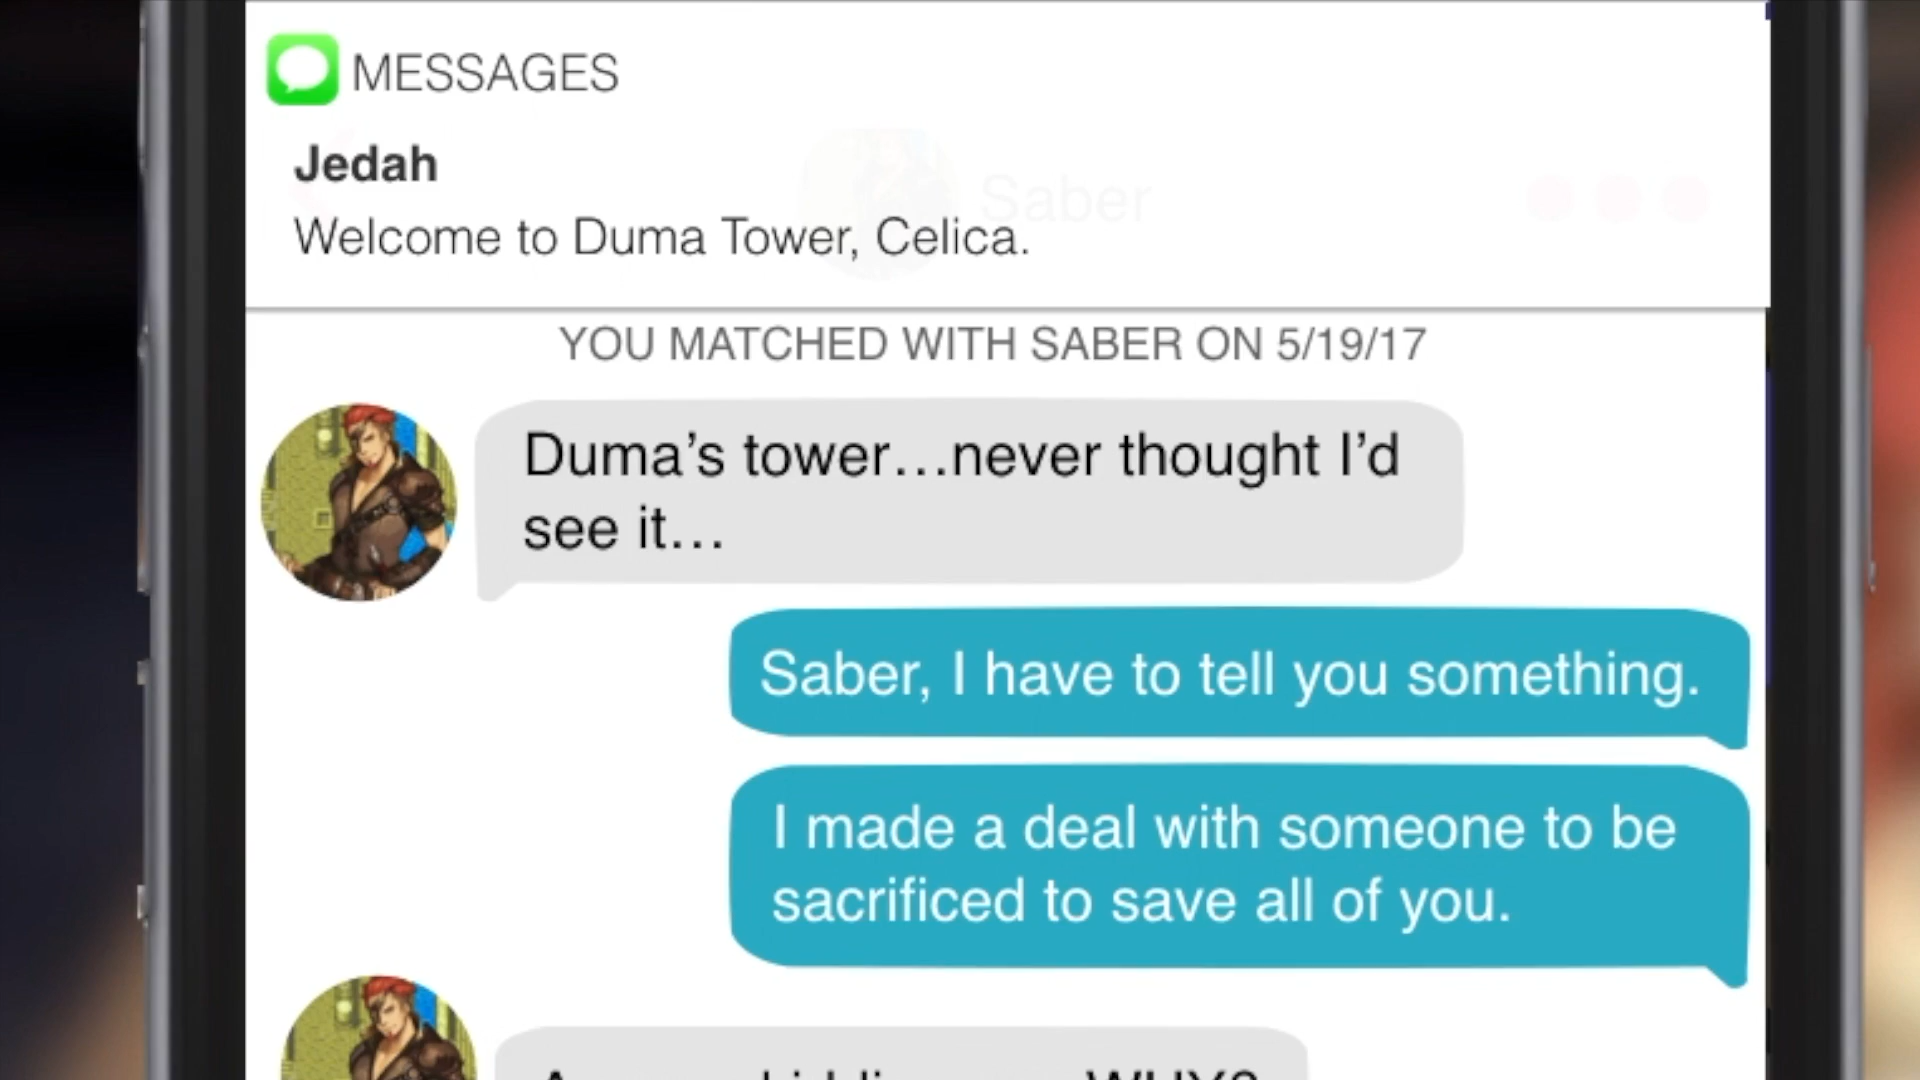 MESSAGES
Jedah
Saber
Welcome to Duma Tower, Celica.
YOU MATCHED WITH SABER ON 5/19/17
Duma's tower...never thought I'd
see it...
Saber, I have to tell you something.
I made a deal with someone to be
sacrificed to save all of you.
WHY?